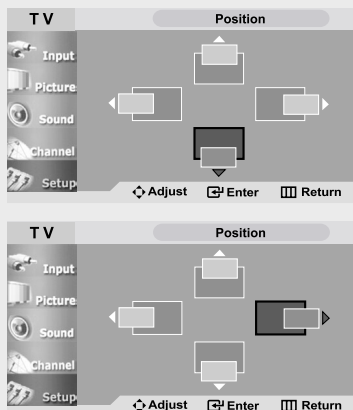 TV Position
Input
Picture
Sound
Channel
Setup
Adjust Enter Return
TV Position
Input
Picture
Sound
Channel
Setup
Adjust Enter Return